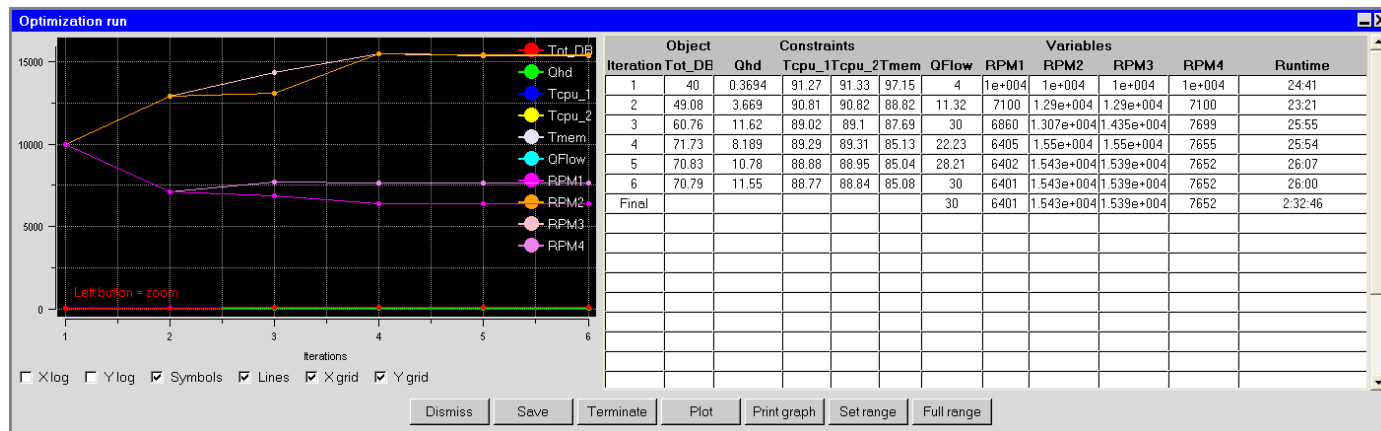 Optimization run
15000
10000
5000
0
1 2 3 4 5 6
Iterations
Left button = zoom
Tot_DB
Qhd
Tcpu_1
Tcpu_2
Tmem
QFlow
RPM1
RPM2
RPM3
RPM4
X log Y log Symbols Lines X grid Y grid
Object Constraints Variables
Iteration Tot_DB Qhd Tcpu_1 Tcpu_2 Tmem QFlow RPM1 RPM2 RPM3 RPM4 Runtime
1 40 0.3694 91.27 91.33 97.15 4 1e+004 1e+004 1e+004 1e+004 24:41
2 49.08 3.669 90.81 90.82 88.82 11.32 7100 1.29e+004 1.29e+004 7100 23:21
3 60.76 11.62 89.02 89.1 87.69 30 6860 1.307e+004 1.435e+004 7699 25:55
4 71.73 8.189 89.29 89.31 85.13 22.23 6405 1.55e+004 1.55e+004 7655 25:54
5 70.83 10.78 88.88 88.95 85.04 28.21 6402 1.543e+004 1.539e+004 7652 26:07
6 70.79 11.55 88.77 88.84 85.08 30 6401 1.543e+004 1.539e+004 7652 26:00
Final 30 6401 1.543e+004 1.539e+004 7652 2:32:46
Dismiss Save Terminate Plot Print graph Set range Full range